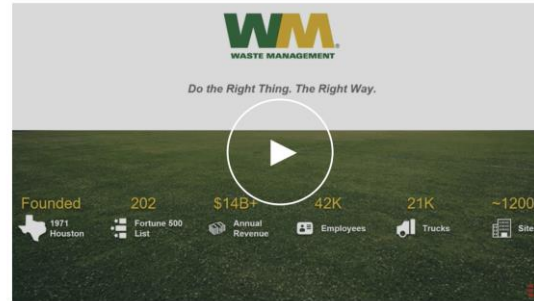 WM
WASTE MANAGEMENT
Do the Right Thing. The Right Way.
Founded
1971
Houston
202
Fortune 500
List
$14B+
Annual
Revenue
42K
Employees
21K
Trucks
~1200
Site